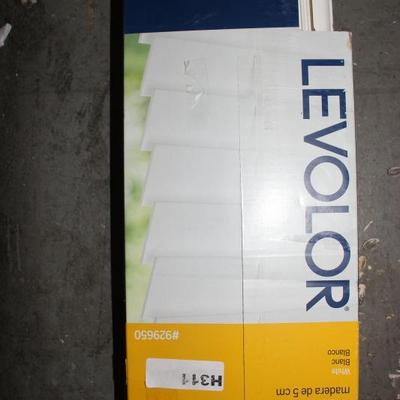 LEVOLOR®
#929650
White
Blanc
Blanco
madera de 5 cm
H311